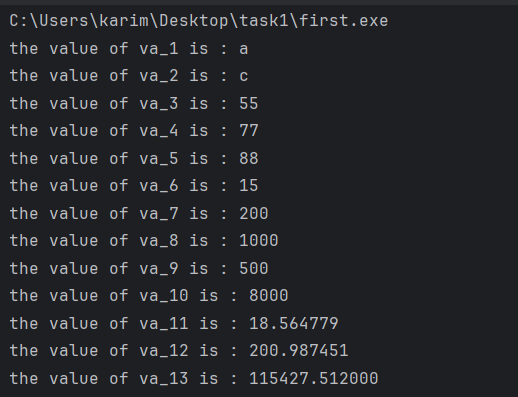 C:\Users\karim\Desktop\task1\first.exe
the value of va_1 is : a
the value of va_2 is : c
the value of va_3 is : 55
the value of va_4 is : 77
the value of va_5 is : 88
the value of va_6 is : 15
the value of va_7 is : 200
the value of va_8 is : 1000
the value of va_9 is : 500
the value of va_10 is : 8000
the value of va_11 is : 18.564779
the value of va_12 is : 200.987451
the value of va_13 is : 115427.512000